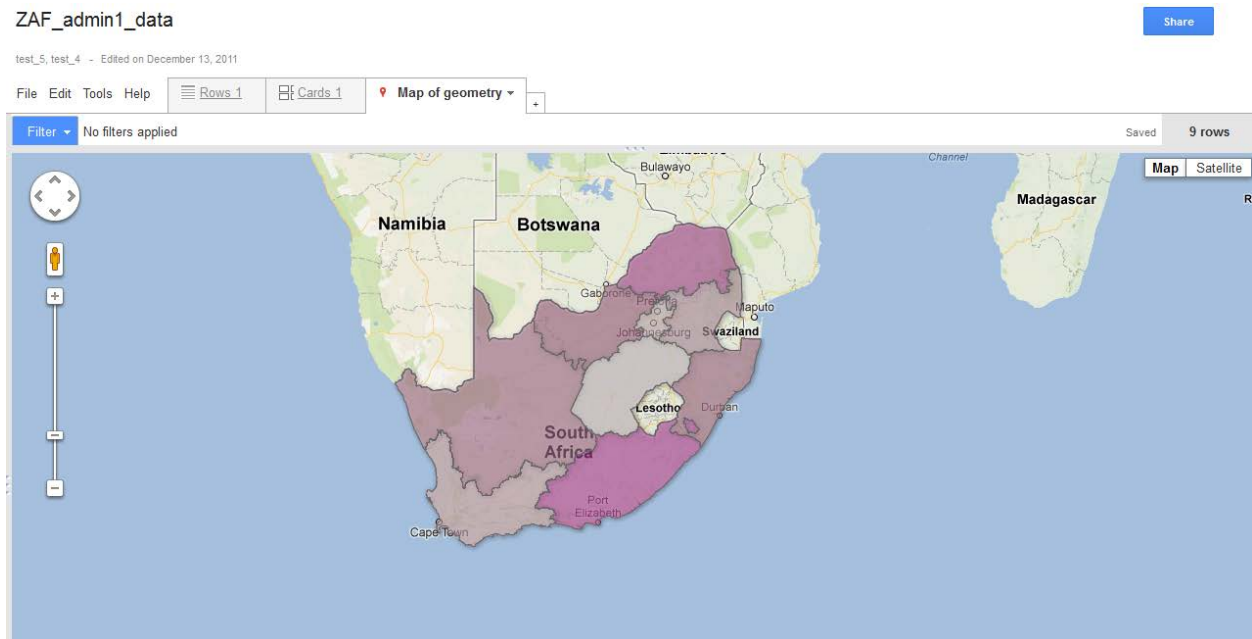 ZAF_admin1_data
Share
test_5, test_4 - Edited on December 13, 2011
File Edit Tools Help Rows 1 Cards 1 Map of geometry +
Filter No filters applied Saved 9 rows
Channel
Bulawayo
Map Satellite
Madagascar
R
Namibia
Botswana
Gaborone
Pretoria
Maputo
Johannesburg
Swaziland
Lesotho
Durban
South
Africa
Port
Elizabeth
Cape Town